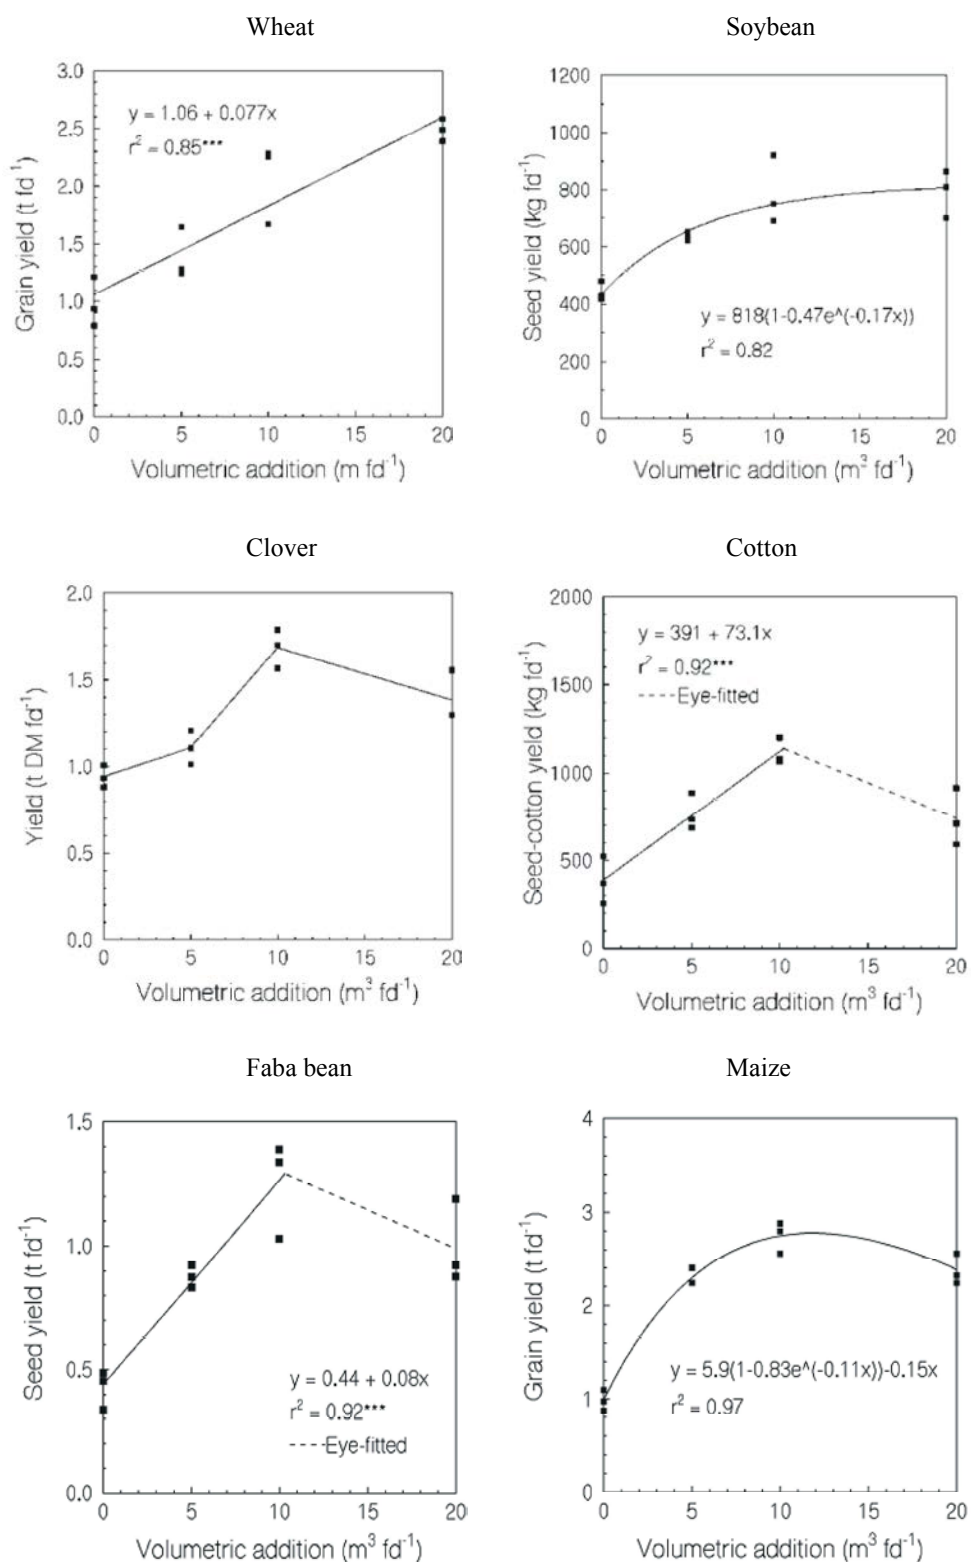 Wheat
3.0
2.5
2.0
1.5
1.0
0.5
0.0
Grain yield (t fd⁻¹)
y = 1.06 + 0.077x
r² = 0.85***
0 5 10 15 20
Volumetric addition (m fd⁻¹)
Soybean
1200
1000
800
600
400
200
0
Seed yield (kg fd⁻¹)
y = 818(1-0.47e^(-0.17x))
r² = 0.82
0 5 10 15 20
Volumetric addition (m³ fd⁻¹)
Clover
2.0
1.5
1.0
0.5
0.0
Yield (t DM fd⁻¹)
0 5 10 15 20
Volumetric addition (m³ fd⁻¹)
Cotton
2000
1500
1000
500
0
Seed-cotton yield (kg fd⁻¹)
y = 391 + 73.1x
r² = 0.92***
----Eye-fitted
0 5 10 15 20
Volumetric addition (m³ fd⁻¹)
Faba bean
1.5
1.0
0.5
0.0
Seed yield (t fd⁻¹)
y = 0.44 + 0.08x
r² = 0.92***
----Eye-fitted
0 5 10 15 20
Volumetric addition (m³ fd⁻¹)
Maize
4
3
2
1
0
Grain yield (t fd⁻¹)
y = 5.9(1-0.83e^(-0.11x))-0.15x
r² = 0.97
0 5 10 15 20
Volumetric addition (m³ fd⁻¹)